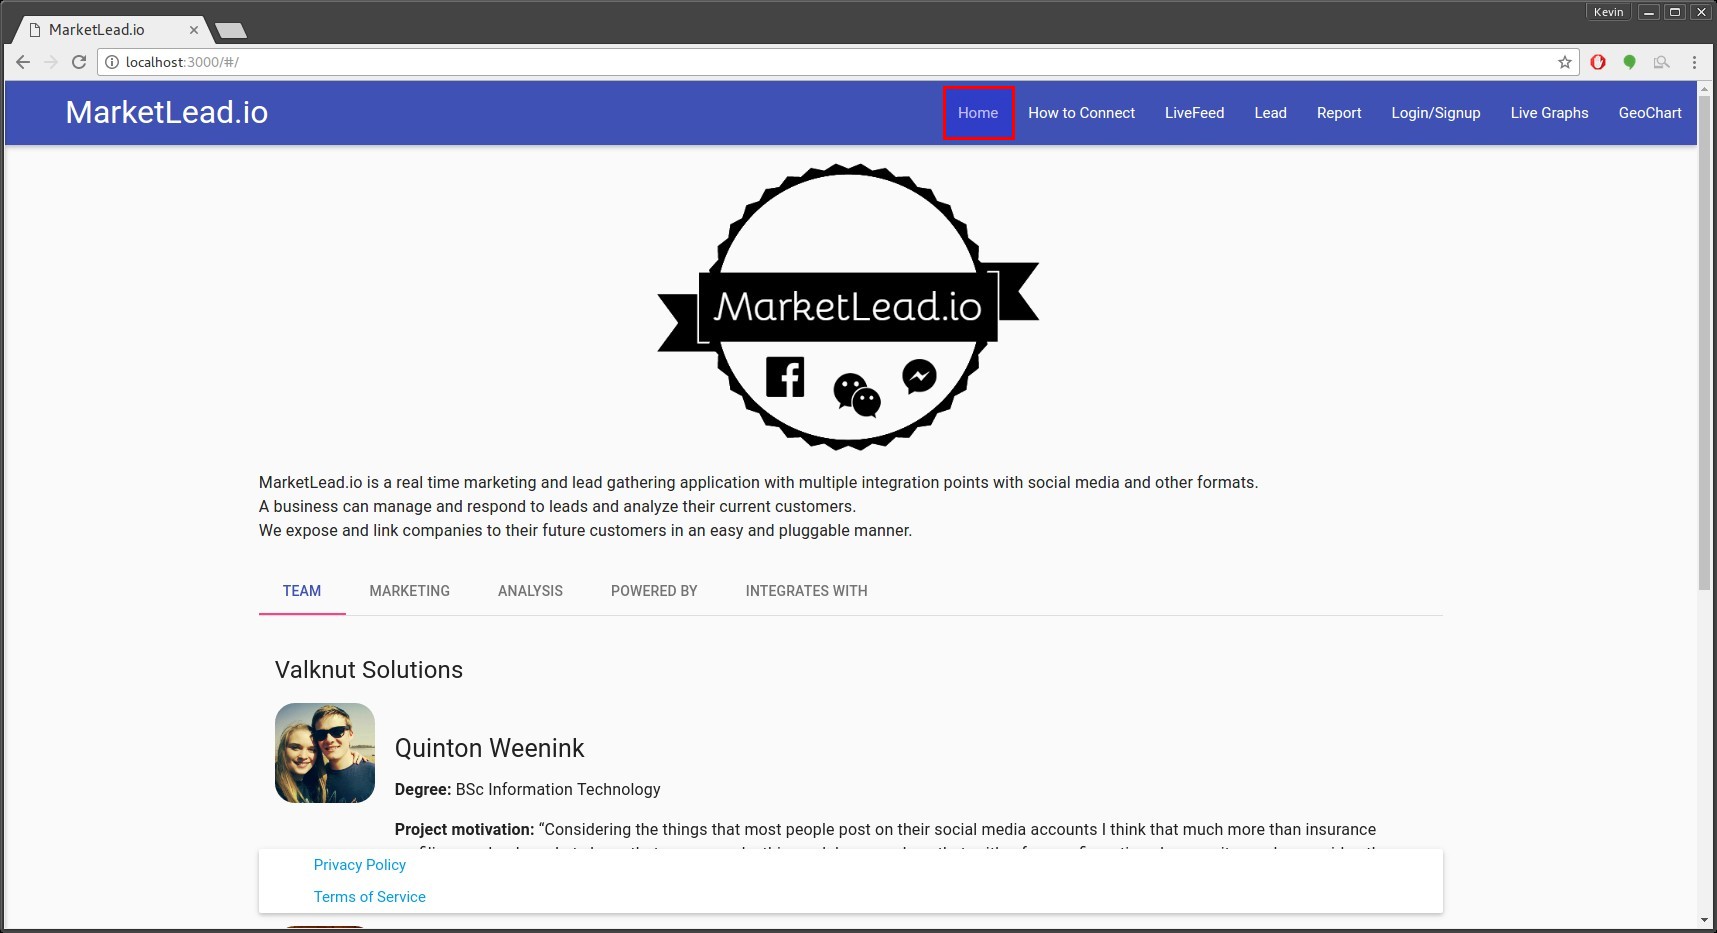 Kevin
MarketLead.io
localhost:3000/#/
MarketLead.io
Home How to Connect LiveFeed Lead Report Login/Signup Live Graphs GeoChart
MarketLead.io
MarketLead.io is a real time marketing and lead gathering application with multiple integration points with social media and other formats.
A business can manage and respond to leads and analyze their current customers.
We expose and link companies to their future customers in an easy and pluggable manner.
TEAM MARKETING ANALYSIS POWERED BY INTEGRATES WITH
Valknut Solutions
Quinton Weenink
Degree: BSc Information Technology
Project motivation: “Considering the things that most people post on their social media accounts I think that much more than insurance
Privacy Policy
Terms of Service